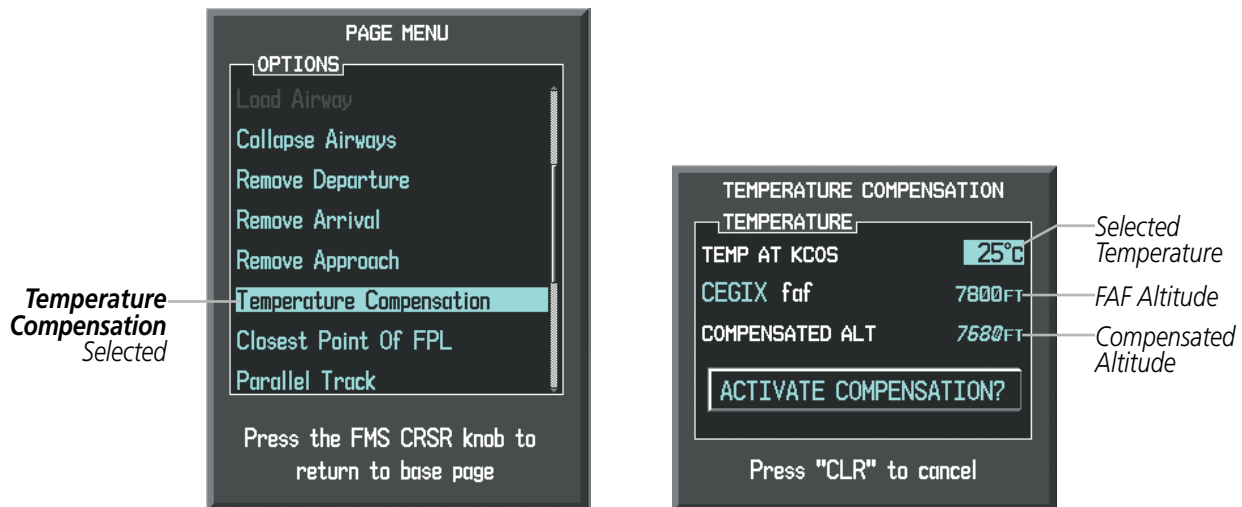 PAGE MENU
OPTIONS
Load Airway
Collapse Airways
Remove Departure
Remove Arrival
Remove Approach
Temperature Compensation
Closest Point Of FPL
Parallel Track
Press the FMS CRSR knob to
return to base page
Temperature
Compensation
Selected
TEMPERATURE COMPENSATION
TEMPERATURE
TEMP AT KCOS 25°C
CEGIX faf 7800FT
COMPENSATED ALT 7680FT
ACTIVATE COMPENSATION?
Press "CLR" to cancel
Selected
Temperature
FAF Altitude
Compensated
Altitude